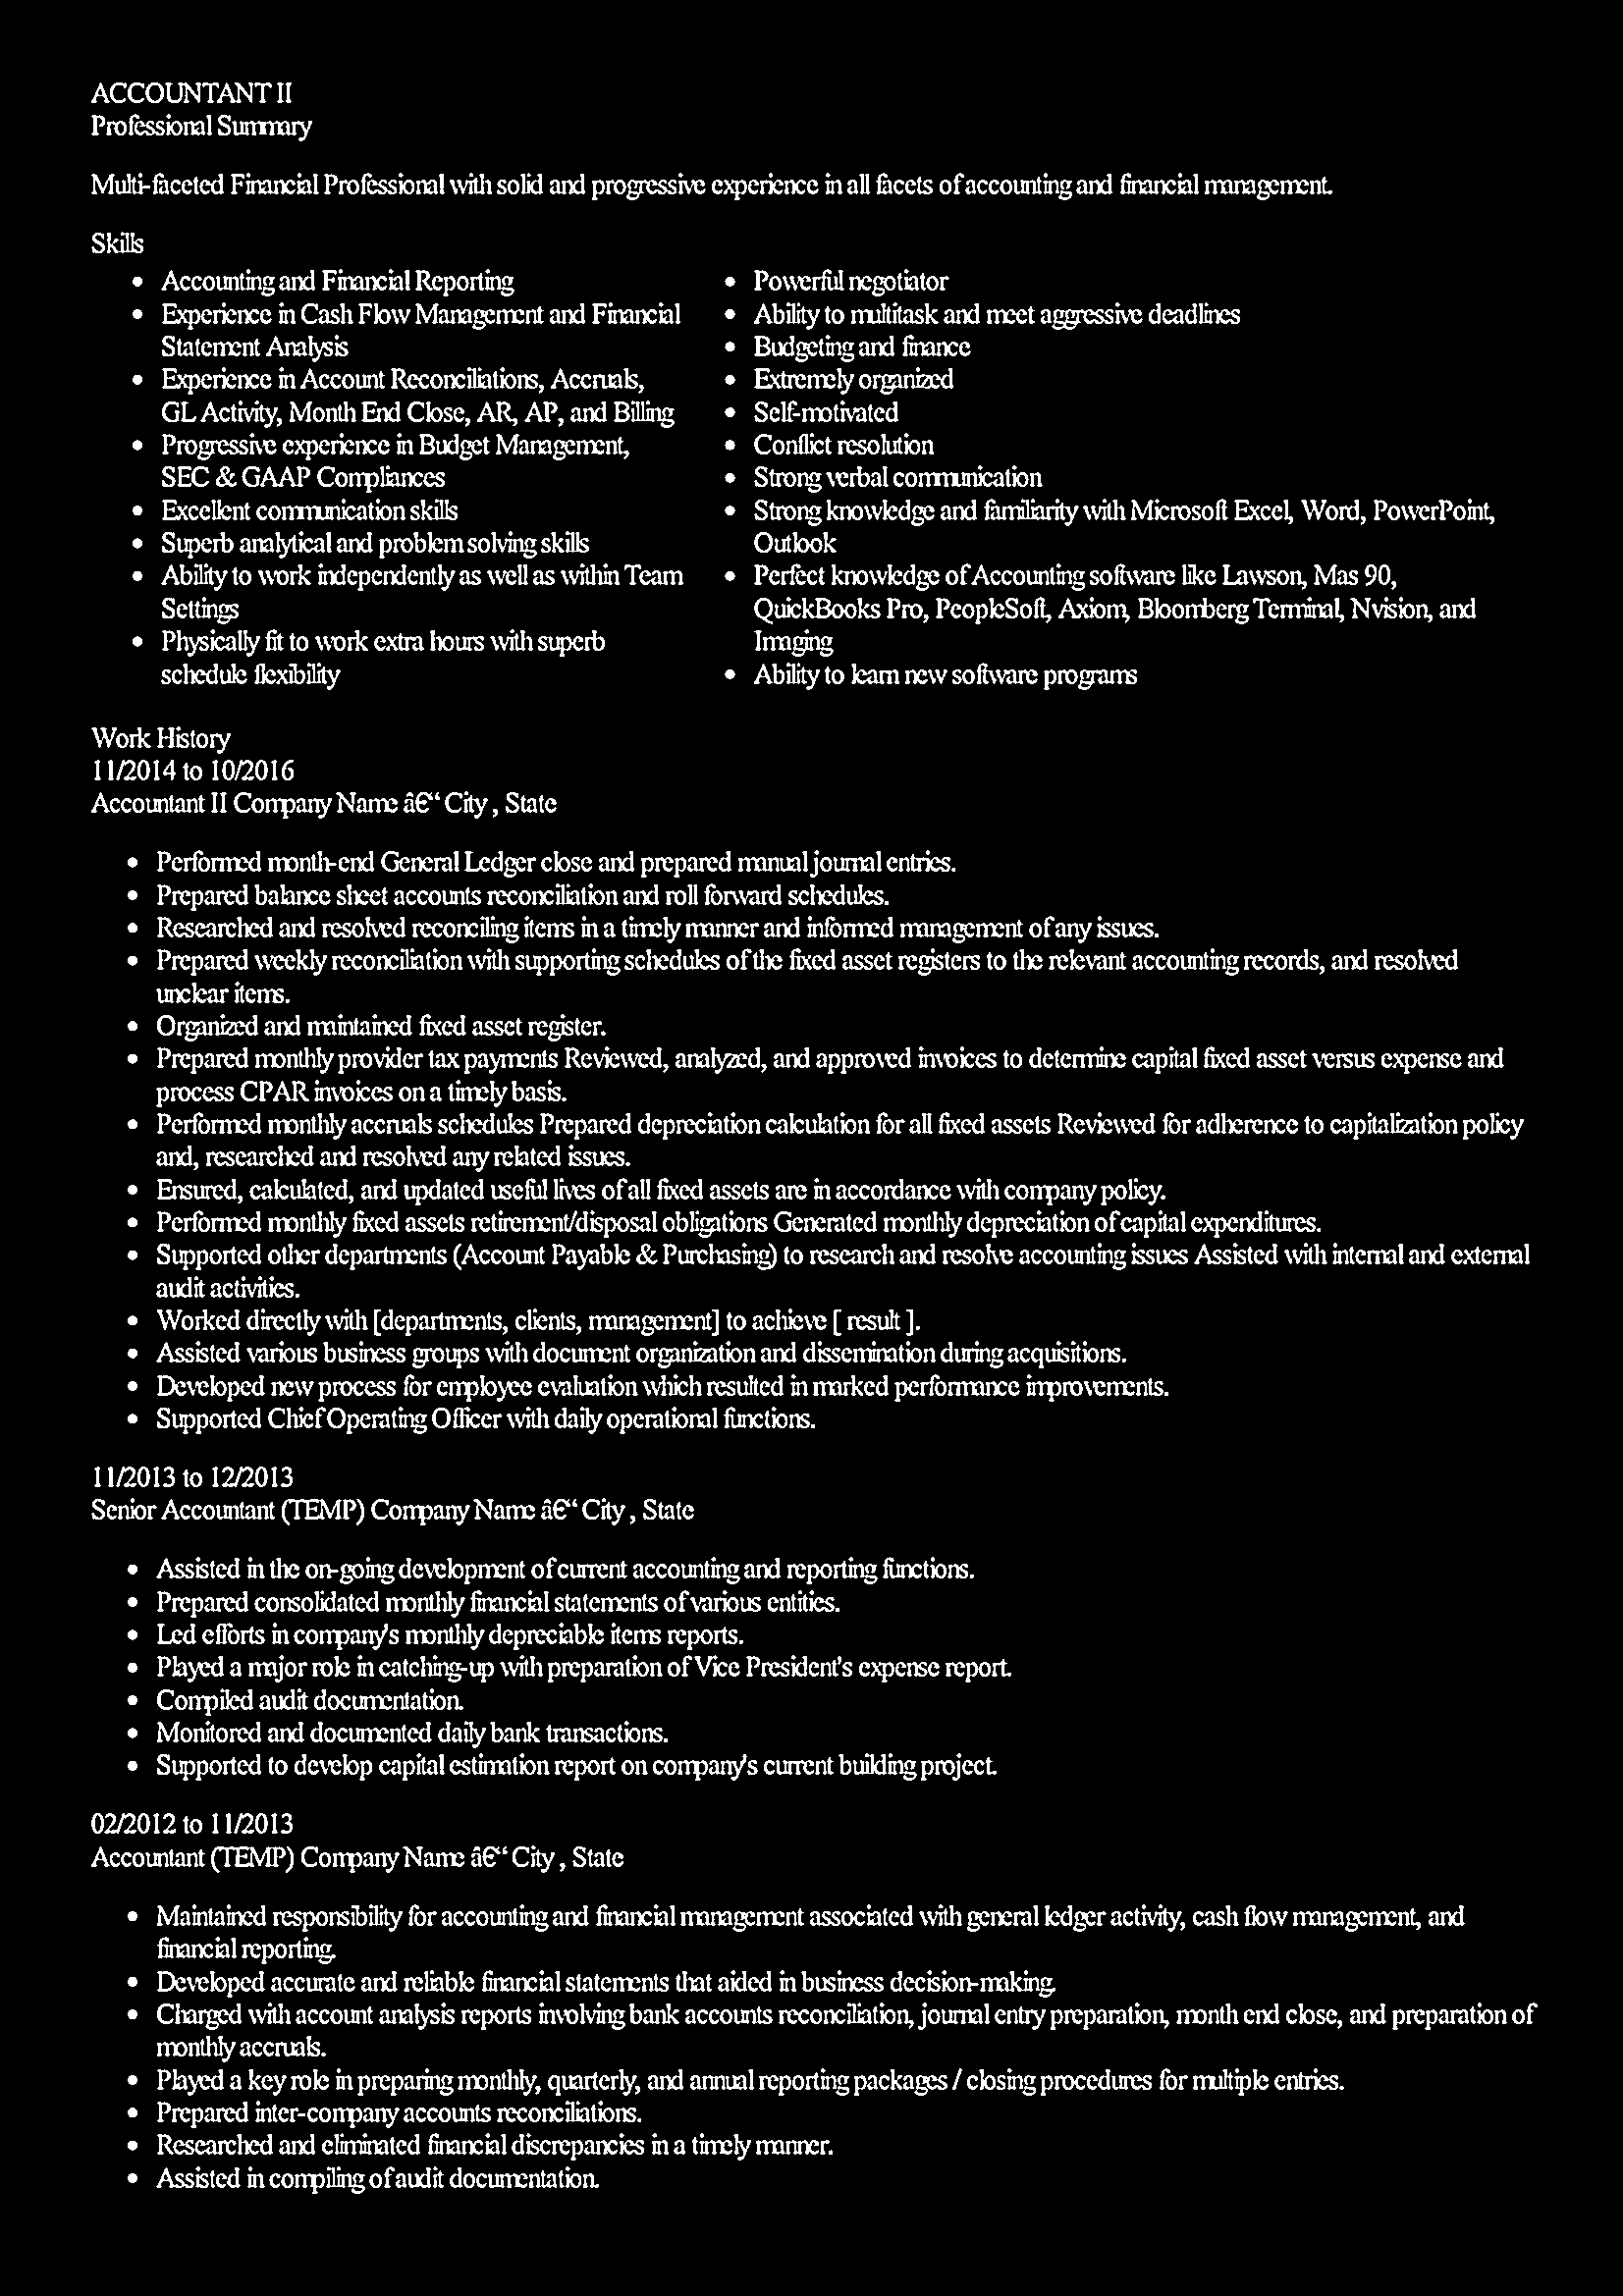 ACCOUNTANT II
Professional Summary
Multi-faceted Financial Professional with solid and progressive experience in all facets of accounting and financial management.
Skills
• Accounting and Financial Reporting
• Experience in Cash Flow Management and Financial
Statement Analysis
• Experience in Account Reconciliations, Accruals,
GL Activity, Month End Close, AR, AP, and Billing
• Progressive experience in Budget Management,
SEC & GAAP Compliances
• Excellent communication skills
• Superb analytical and problem solving skills
• Ability to work independently as well as within Team
Settings
• Physically fit to work extra hours with superb
schedule flexibility
• Powerful negotiator
• Ability to multitask and meet aggressive deadlines
• Budgeting and finance
• Extremely organized
• Self-motivated
• Conflict resolution
• Strong verbal communication
• Strong knowledge and familiarity with Microsoft Excel, Word, PowerPoint,
Outlook
• Perfect knowledge of Accounting software like Lawson, Mas 90,
QuickBooks Pro, PeopleSoft, Axiom, Bloomberg Terminal, Nvision, and
Imaging
• Ability to learn new software programs
Work History
11/2014 to 10/2016
Accountant II Company Name â€“ City , State
• Performed month-end General Ledger close and prepared manual journal entries.
• Prepared balance sheet accounts reconciliation and roll forward schedules.
• Researched and resolved reconciling items in a timely manner and informed management of any issues.
• Prepared weekly reconciliation with supporting schedules of the fixed asset registers to the relevant accounting records, and resolved
unclear items.
• Organized and maintained fixed asset register.
• Prepared monthly provider tax payments Reviewed, analyzed, and approved invoices to determine capital fixed asset versus expense and
process CPAR invoices on a timely basis.
• Performed monthly accruals schedules Prepared depreciation calculation for all fixed assets Reviewed for adherence to capitalization policy
and, researched and resolved any related issues.
• Ensured, calculated, and updated useful lives of all fixed assets are in accordance with company policy.
• Performed monthly fixed assets retirement/disposal obligations Generated monthly depreciation of capital expenditures.
• Supported other departments (Account Payable & Purchasing) to research and resolve accounting issues Assisted with internal and external
audit activities.
• Worked directly with [departments, clients, management] to achieve [ result ].
• Assisted various business groups with document organization and dissemination during acquisitions.
• Developed new process for employee evaluation which resulted in marked performance improvements.
• Supported Chief Operating Officer with daily operational functions.
11/2013 to 12/2013
Senior Accountant (TEMP) Company Name â€“ City , State
• Assisted in the on-going development of current accounting and reporting functions.
• Prepared consolidated monthly financial statements of various entities.
• Led efforts in company's monthly depreciable items reports.
• Played a major role in catching-up with preparation of Vice President's expense report.
• Compiled audit documentation.
• Monitored and documented daily bank transactions.
• Supported to develop capital estimation report on company's current building project.
02/2012 to 11/2013
Accountant (TEMP) Company Name â€“ City , State
• Maintained responsibility for accounting and financial management associated with general ledger activity, cash flow management, and
financial reporting.
• Developed accurate and reliable financial statements that aided in business decision-making.
• Charged with account analysis reports involving bank accounts reconciliation, journal entry preparation, month end close, and preparation of
monthly accruals.
• Played a key role in preparing monthly, quarterly, and annual reporting packages / closing procedures for multiple entries.
• Prepared inter-company accounts reconciliations.
• Researched and eliminated financial discrepancies in a timely manner.
• Assisted in compiling of audit documentation.